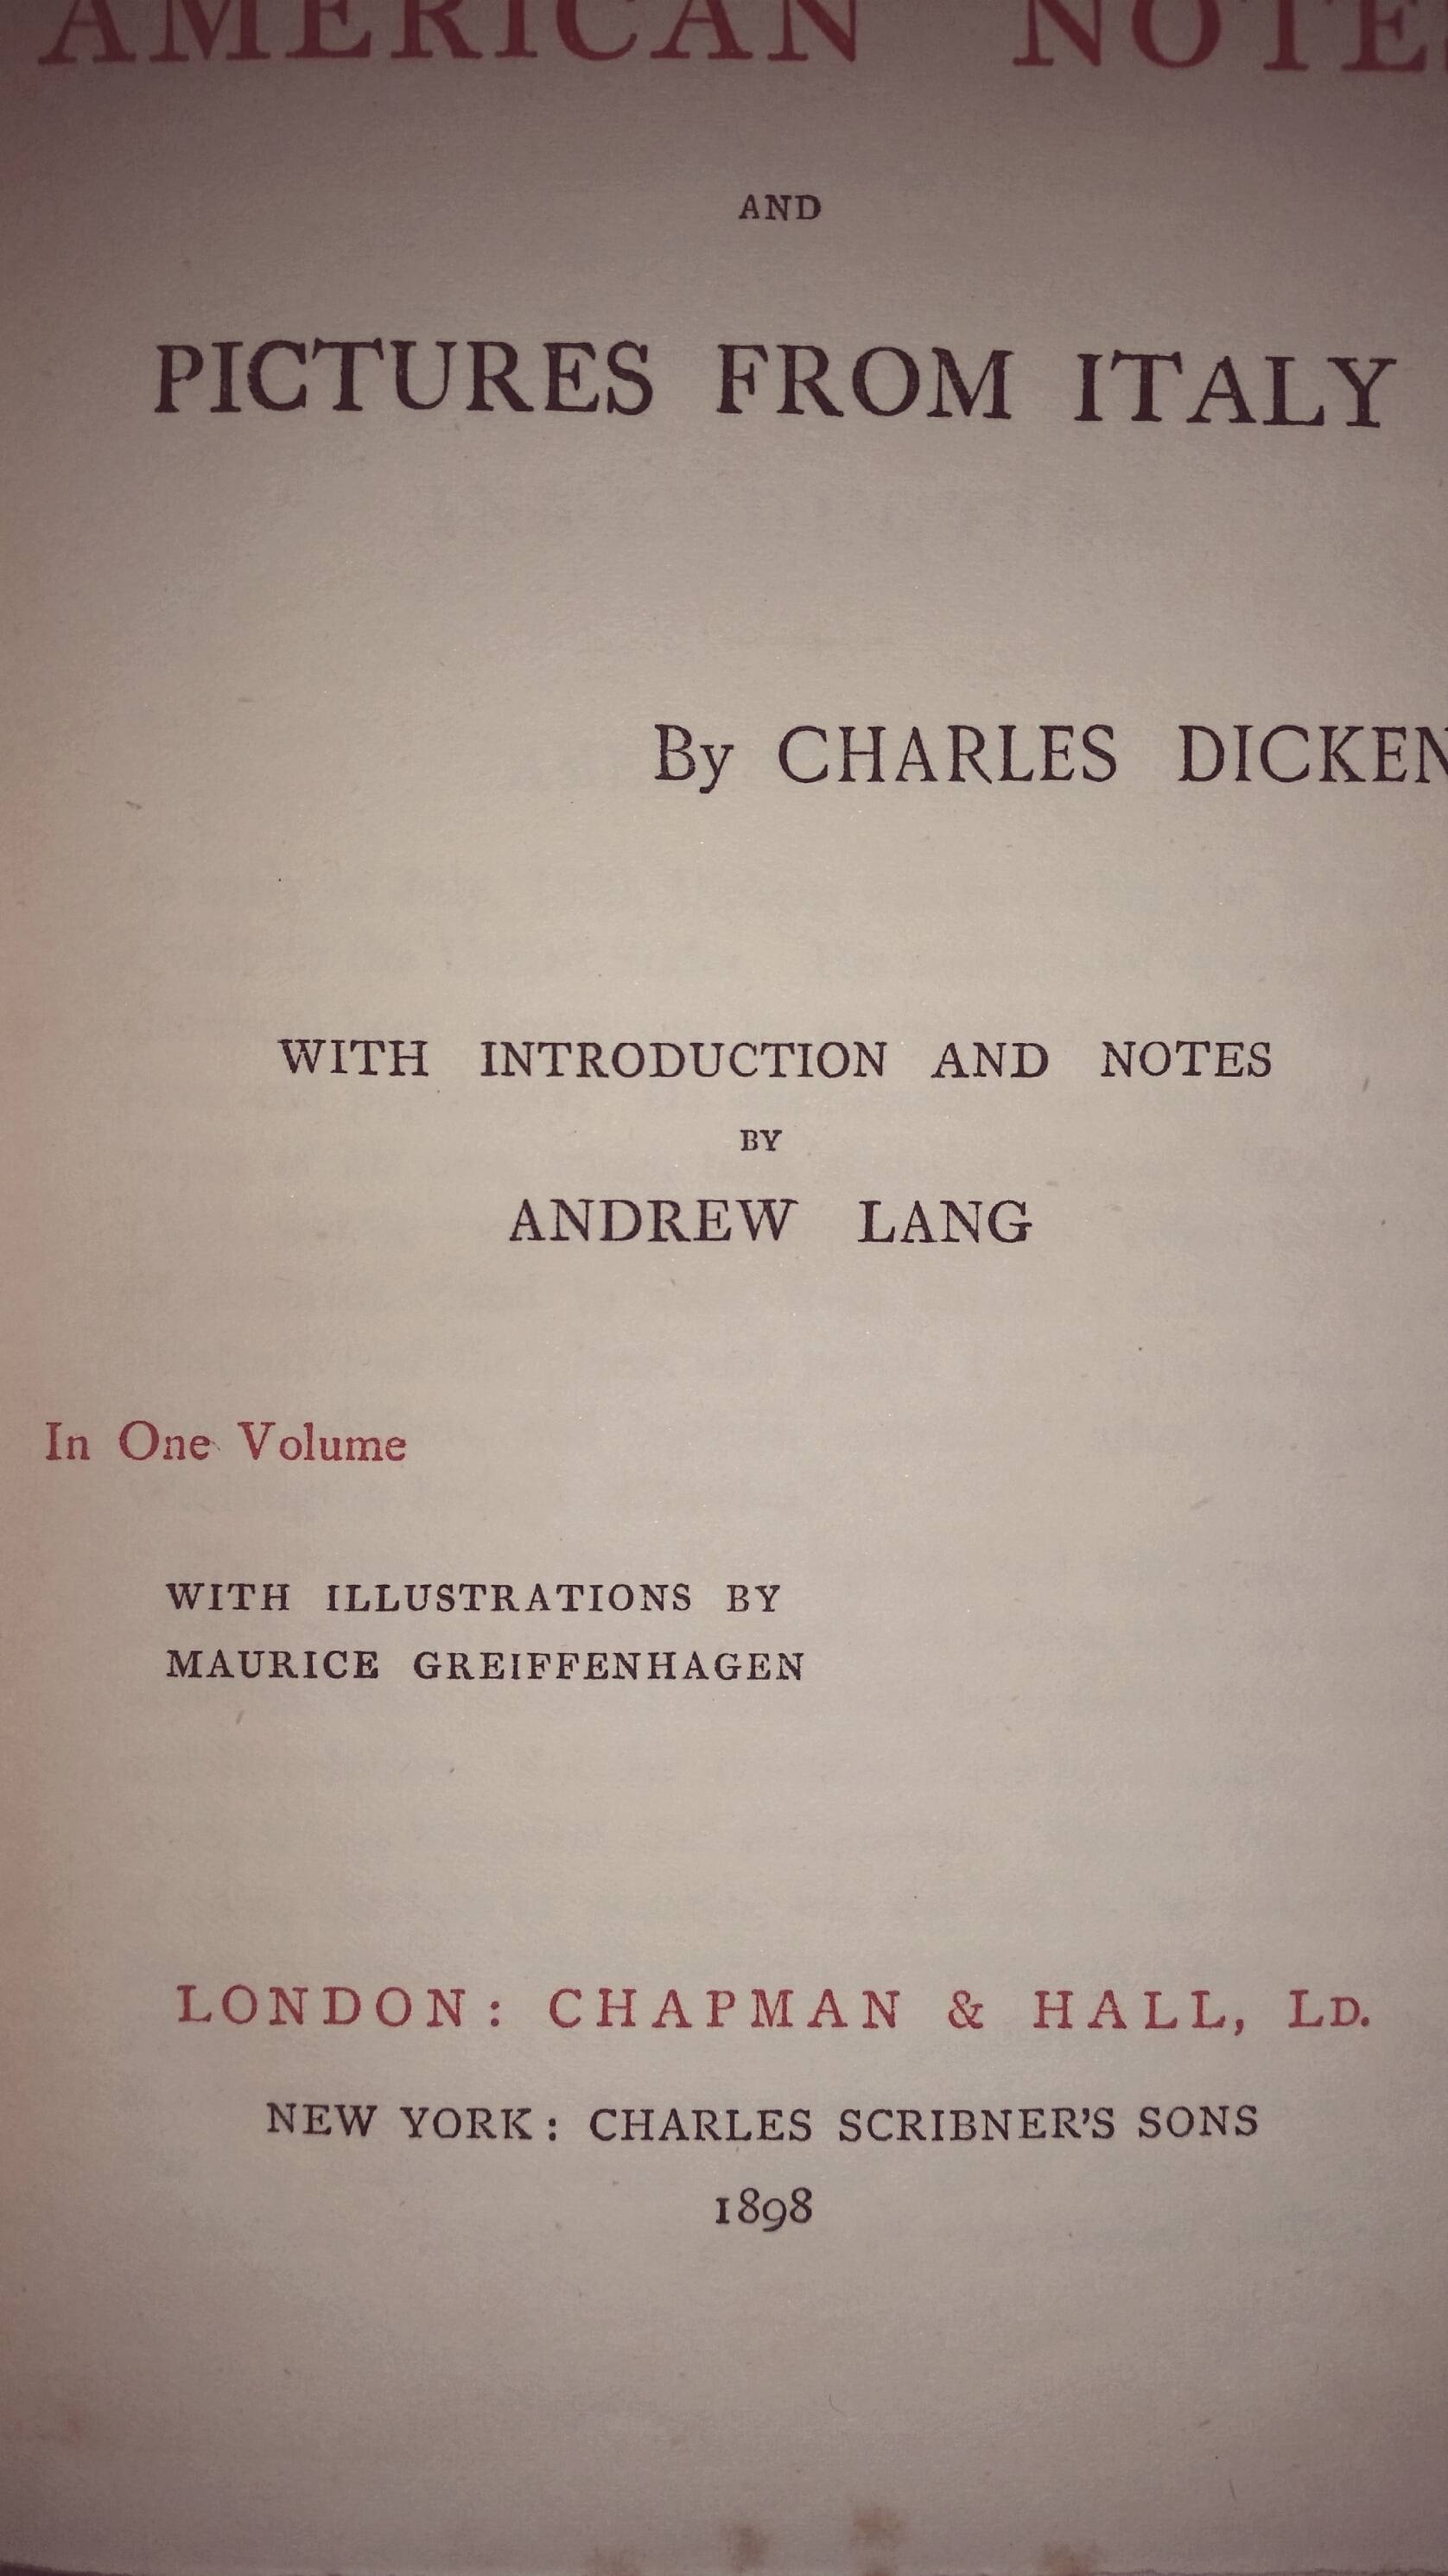 AMERICAN NOTES
AND
PICTURES FROM ITALY
By CHARLES DICKEN
WITH INTRODUCTION AND NOTES
BY
ANDREW LANG
In One Volume
WITH ILLUSTRATIONS BY
MAURICE GREIFFENHAGEN
LONDON: CHAPMAN & HALL, LD.
NEW YORK: CHARLES SCRIBNER'S SONS
1898